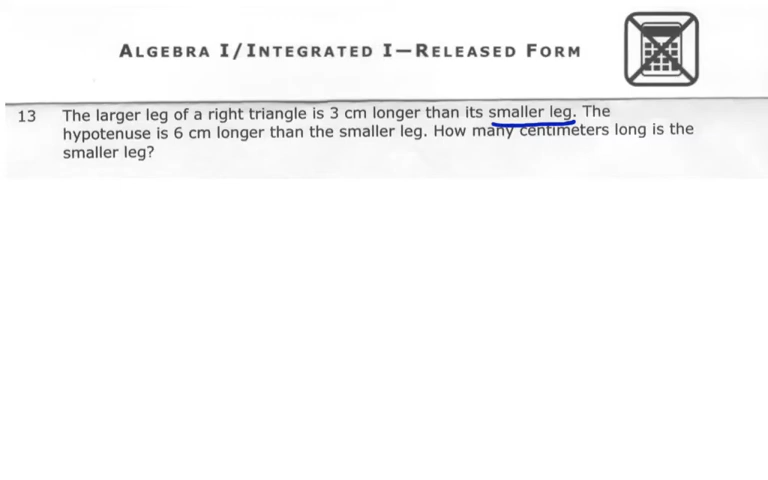 ALGEBRA I/INTEGRATED I—RELEASED FORM
13 The larger leg of a right triangle is 3 cm longer than its smaller leg. The
hypotenuse is 6 cm longer than the smaller leg. How many centimeters long is the
smaller leg?